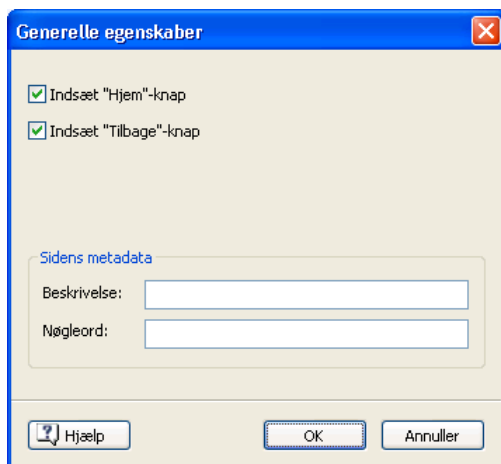 Generelle egenskaber
Indsæt "Hjem"-knap
Indsæt "Tilbage"-knap
Sidens metadata
Beskrivelse:
Nøgleord:
Hjælp OK Annuller